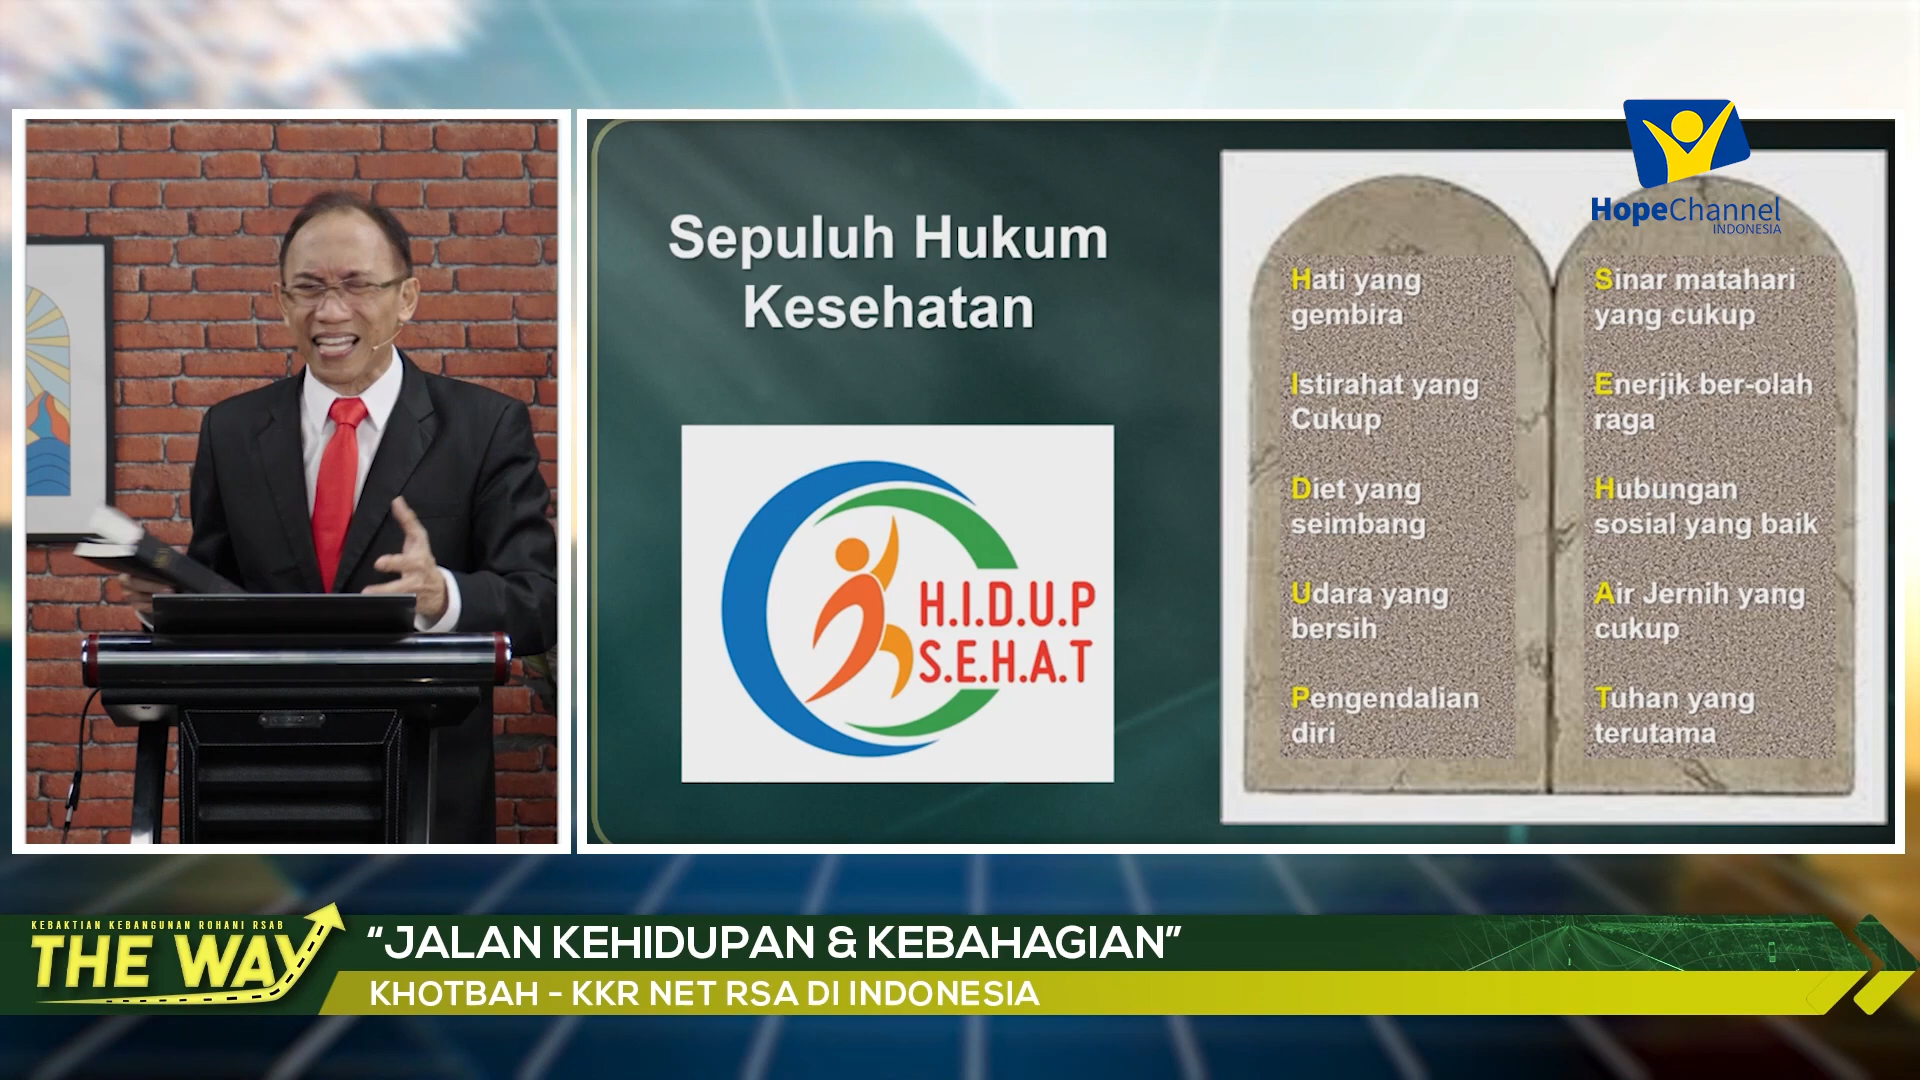 HopeChannel
INDONESIA
Sepuluh Hukum
Kesehatan
H.I.D.U.P
S.E.H.A.T
Hati yang
gembira
Istirahat yang
Cukup
Diet yang
seimbang
Udara yang
bersih
Pengendalian
diri
Sinar matahari
yang cukup
Enerjik ber-olah
raga
Hubungan
sosial yang baik
Air Jernih yang
cukup
Tuhan yang
terutama
KEBAKTIAN KEBANGUNAN ROHANI RSAB
THE WAY
“JALAN KEHIDUPAN & KEBAHAGIAN”
KHOTBAH - KKR NET RSA DI INDONESIA